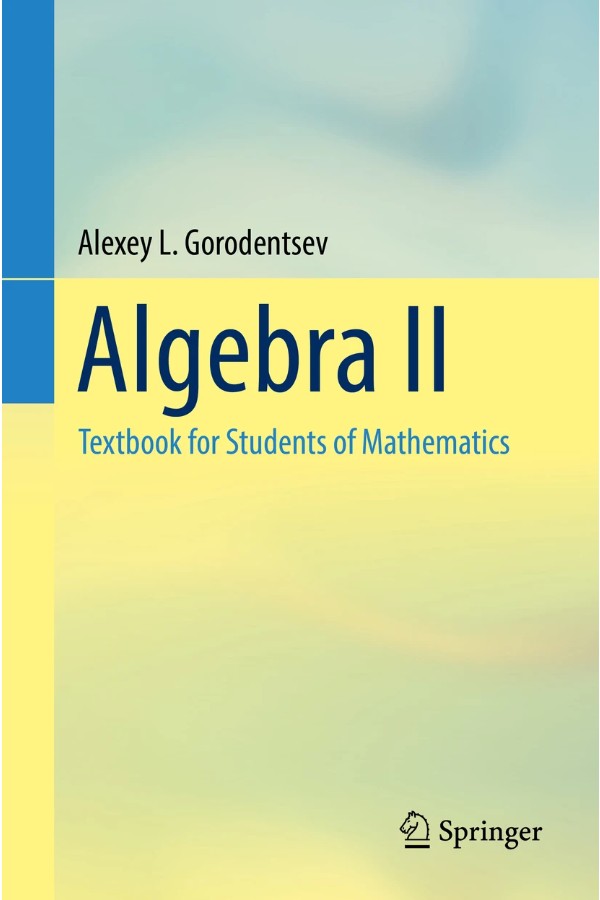 Alexey L. Gorodentsev
Algebra II
Textbook for Students of Mathematics
Springer